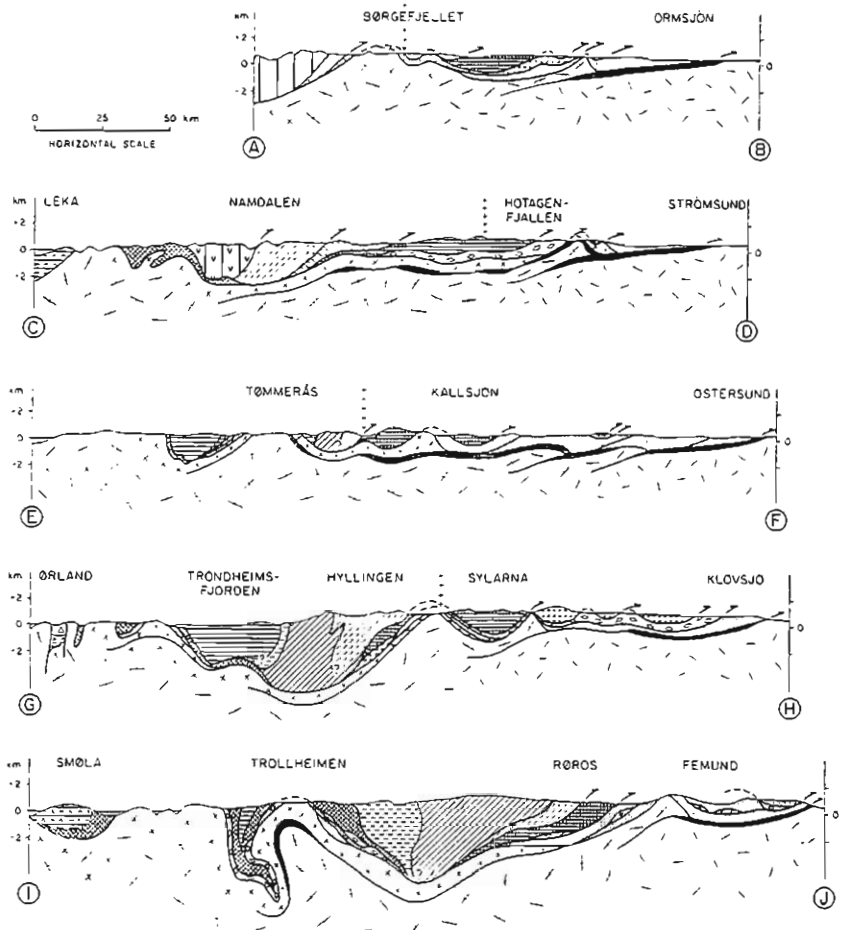 km
BØRGEFJELLET
ORMSJÖN
+2
0
-2
0
0 25 50 km
HORIZONTAL SCALE
A
B
km
LEKA
NAMDALEN
HOTAGEN-
FJÄLLEN
STRÖMSUND
+2
0
-2
0
C
D
km
TØMMERÅS
KALLSJÖN
ÖSTERSUND
+2
0
-2
0
E
F
km
ØRLAND
TRONDHEIMS-
FJORDEN
HYLLINGEN
SYLARNA
KLÖVSJÖ
+2
0
-2
0
G
H
km
SMØLA
TROLLHEIMEN
RØROS
FEMUND
+2
0
-2
0
I
J